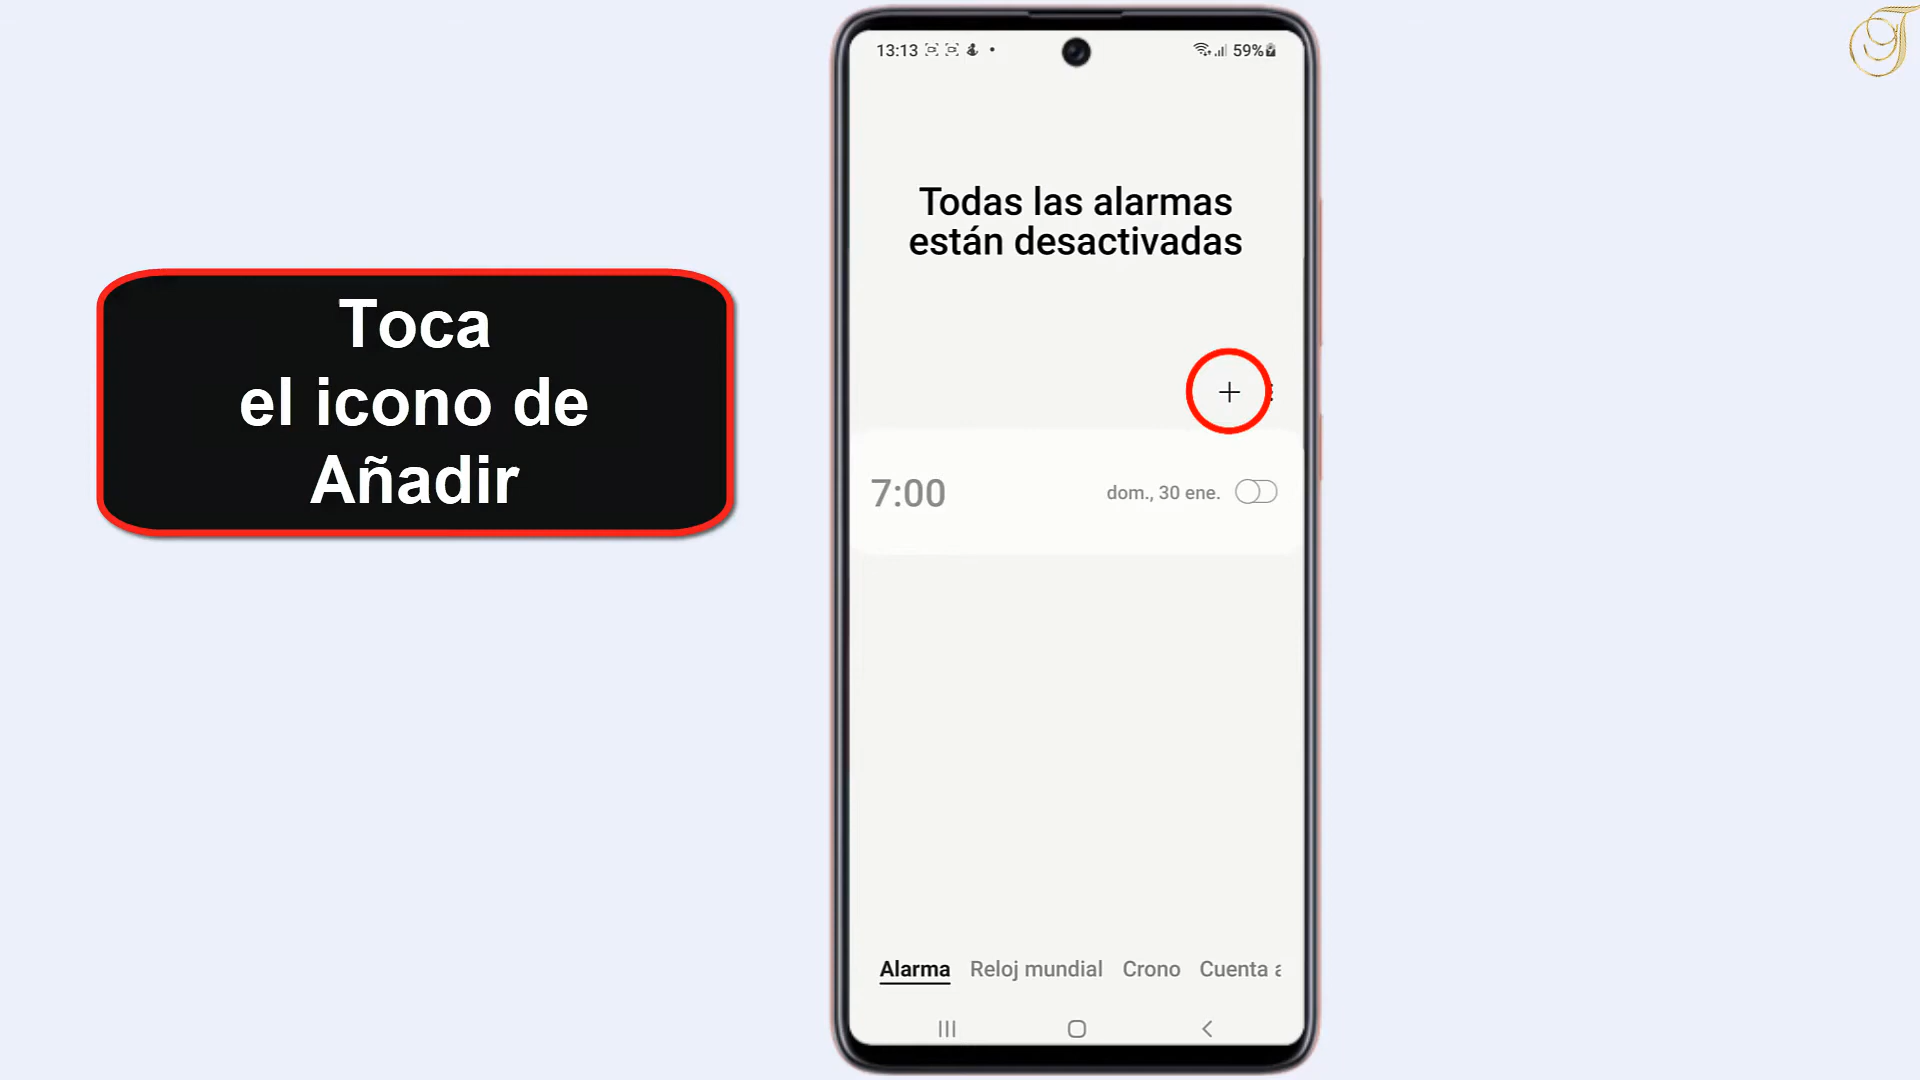 13:13
59%
Todas las alarmas
están desactivadas
Toca
el icono de
Añadir
7:00 dom., 30 ene.
Alarma Reloj mundial Crono Cuenta a